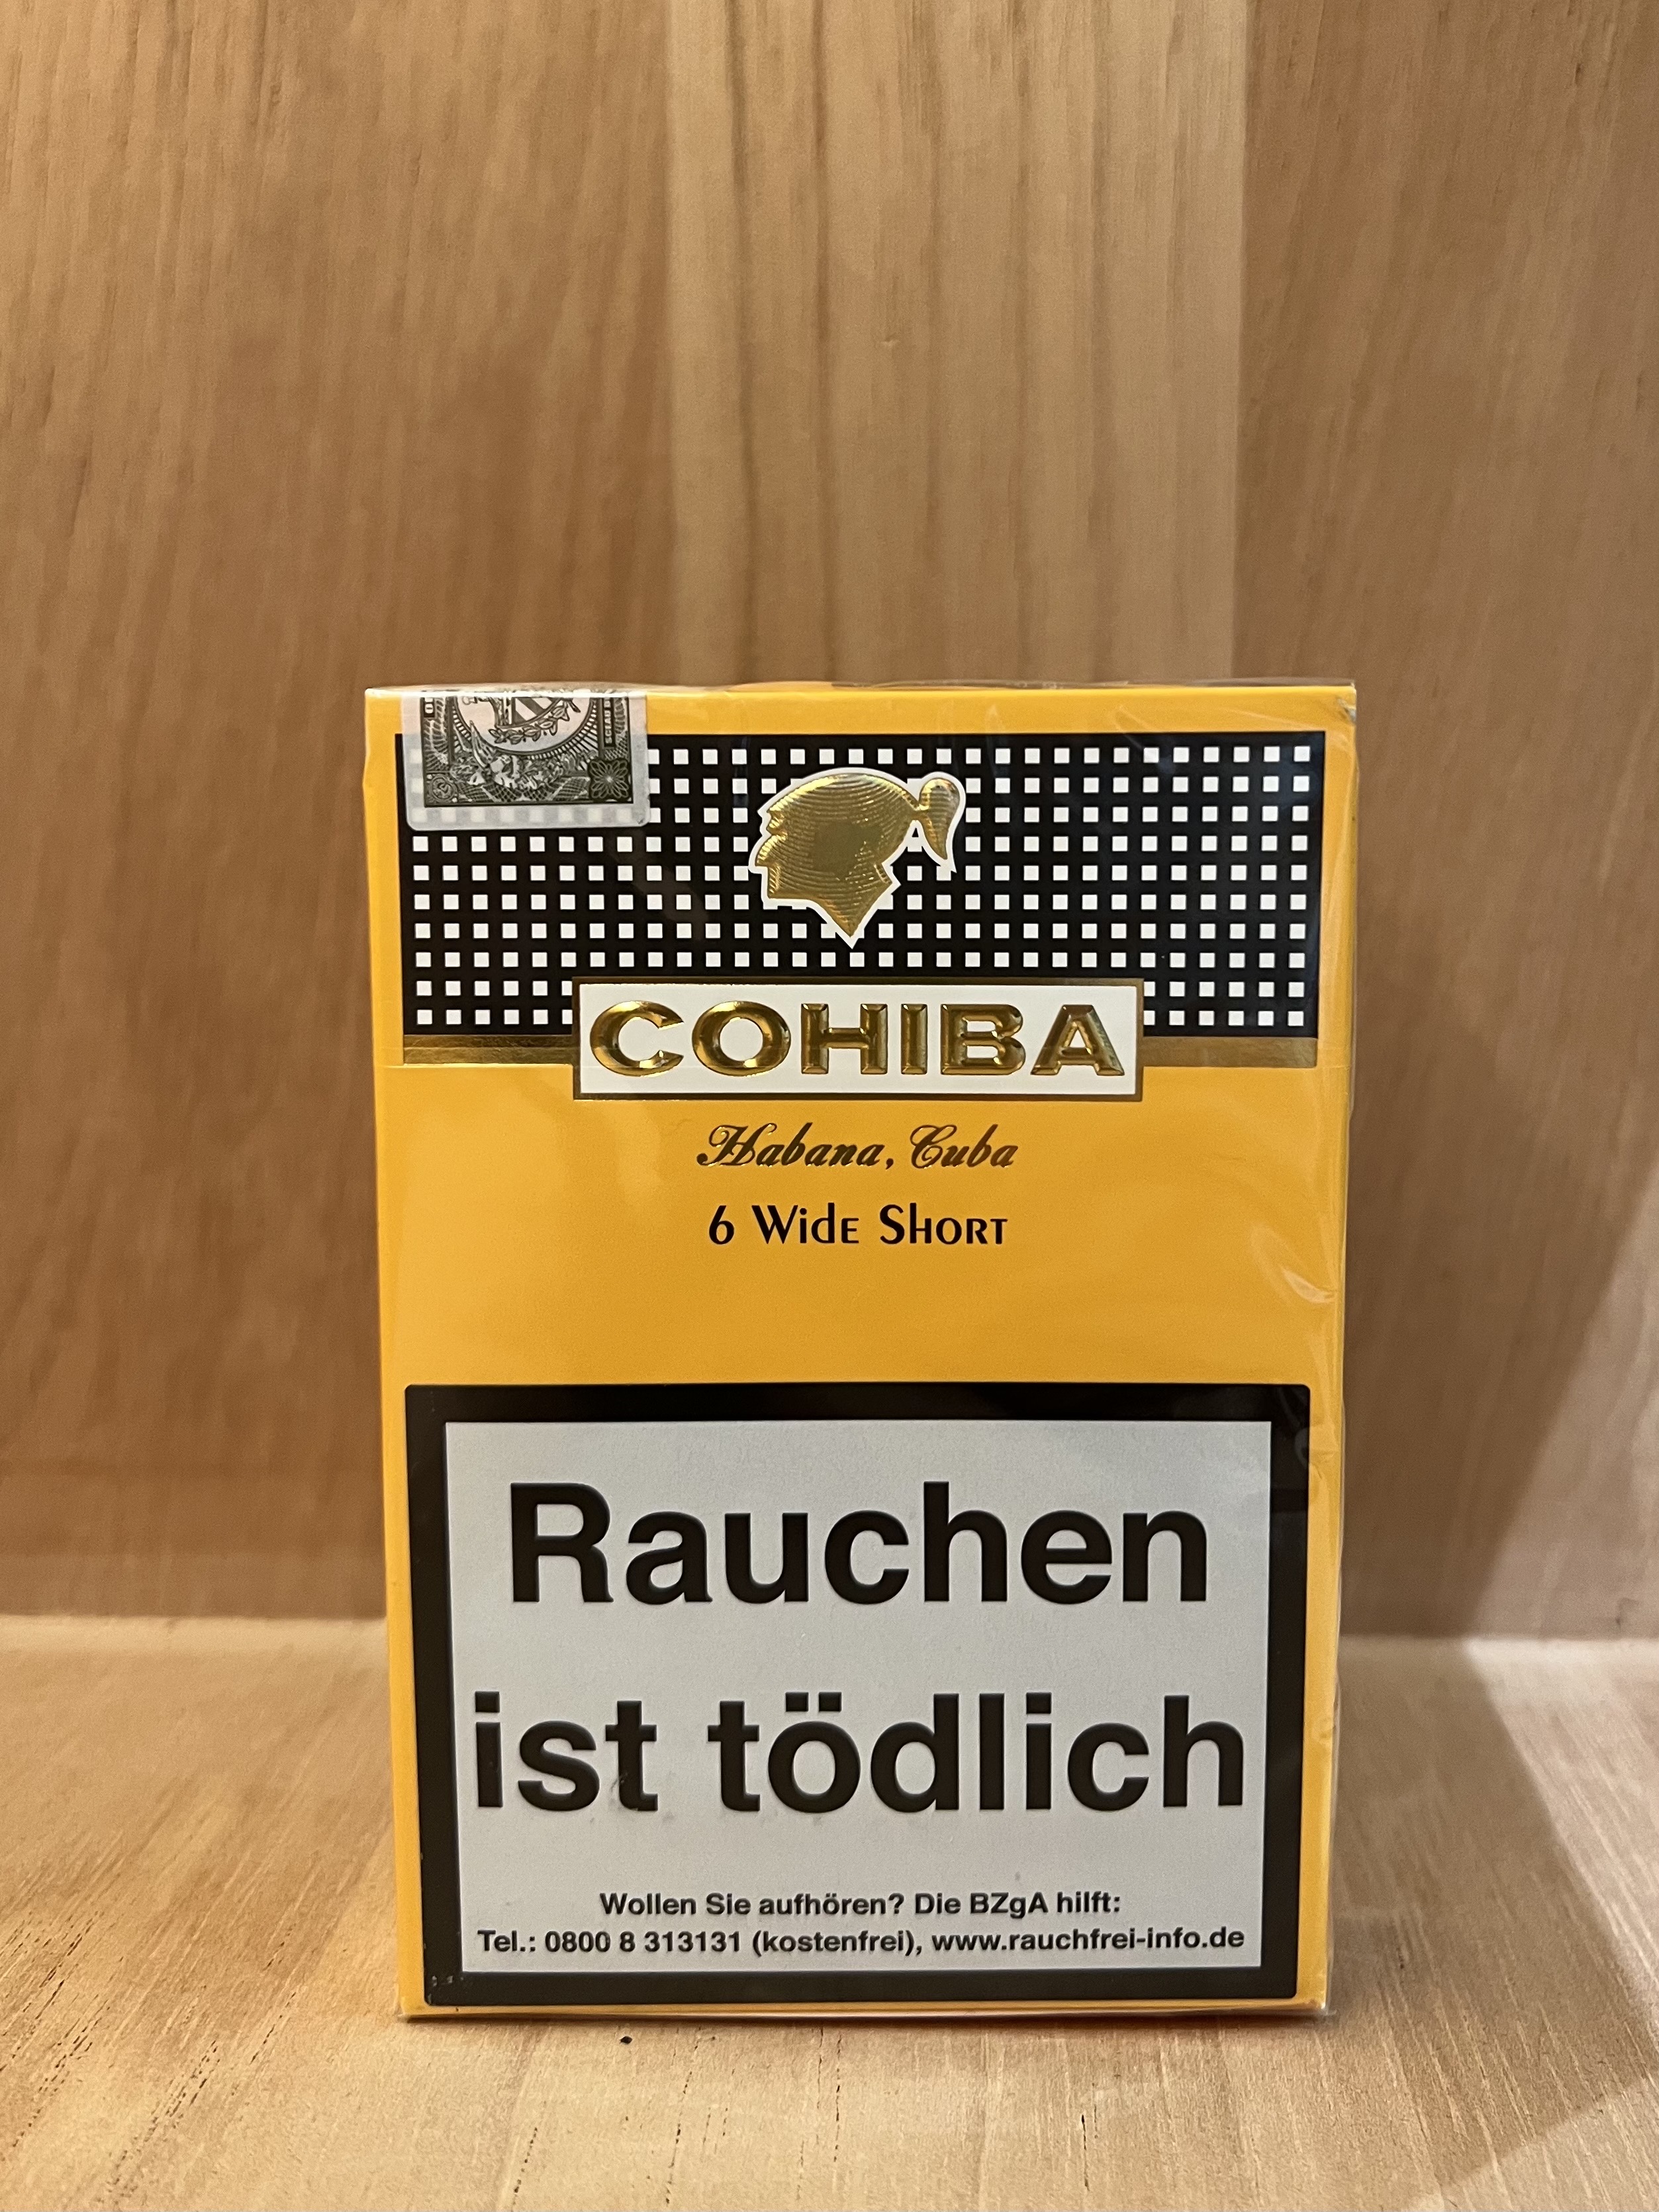 COHIBA
Habana, Cuba
6 Wide Short
Rauchen
ist tödlich
Wollen Sie aufhören? Die BZgA hilft:
Tel.: 0800 8 313131 (kostenfrei), www.rauchfrei-info.de